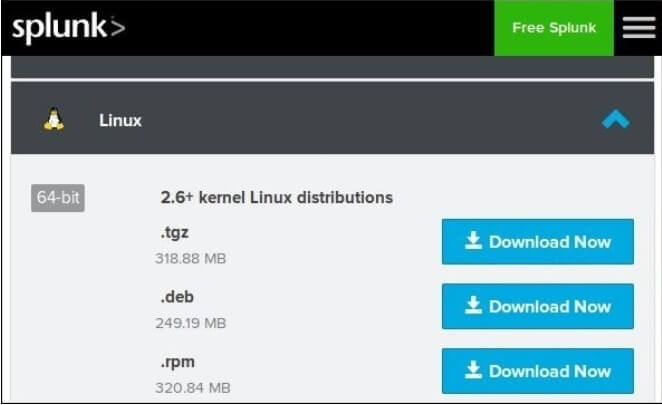 splunk>
Free Splunk
Linux
64-bit
2.6+ kernel Linux distributions
.tgz
318.88 MB
Download Now
.deb
249.19 MB
Download Now
.rpm
320.84 MB
Download Now